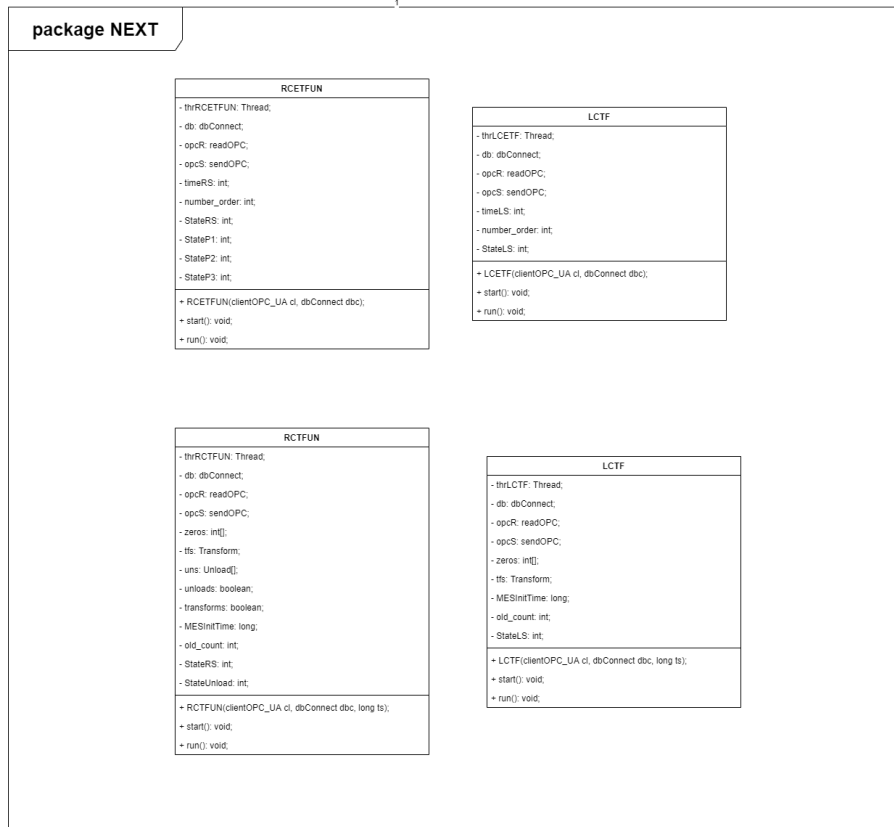 1
package NEXT
RCETFUN
- thrRCETFUN: Thread;
- db: dbConnect;
- opcR: readOPC;
- opcS: sendOPC;
- timeRS: int;
- number_order: int;
- StateRS: int;
- StateP1: int;
- StateP2: int;
- StateP3: int;
+ RCETFUN(clientOPC_UA cl, dbConnect dbc);
+ start(): void;
+ run(): void;
LCTF
- thrLCETF: Thread;
- db: dbConnect;
- opcR: readOPC;
- opcS: sendOPC;
- timeLS: int;
- number_order: int;
- StateLS: int;
+ LCETF(clientOPC_UA cl, dbConnect dbc);
+ start(): void;
+ run(): void;
RCTFUN
- thrRCTFUN: Thread;
- db: dbConnect;
- opcR: readOPC;
- opcS: sendOPC;
- zeros: int[];
- tfs: Transform;
- uns: Unload[];
- unloads: boolean;
- transforms: boolean;
- MESInitTime: long;
- old_count: int;
- StateRS: int;
- StateUnload: int;
+ RCTFUN(clientOPC_UA cl, dbConnect dbc, long ts);
+ start(): void;
+ run(): void;
LCTF
- thrLCTF: Thread;
- db: dbConnect;
- opcR: readOPC;
- opcS: sendOPC;
- zeros: int[];
- tfs: Transform;
- MESInitTime: long;
- old_count: int;
- StateLS: int;
+ LCTF(clientOPC_UA cl, dbConnect dbc, long ts);
+ start(): void;
+ run(): void;